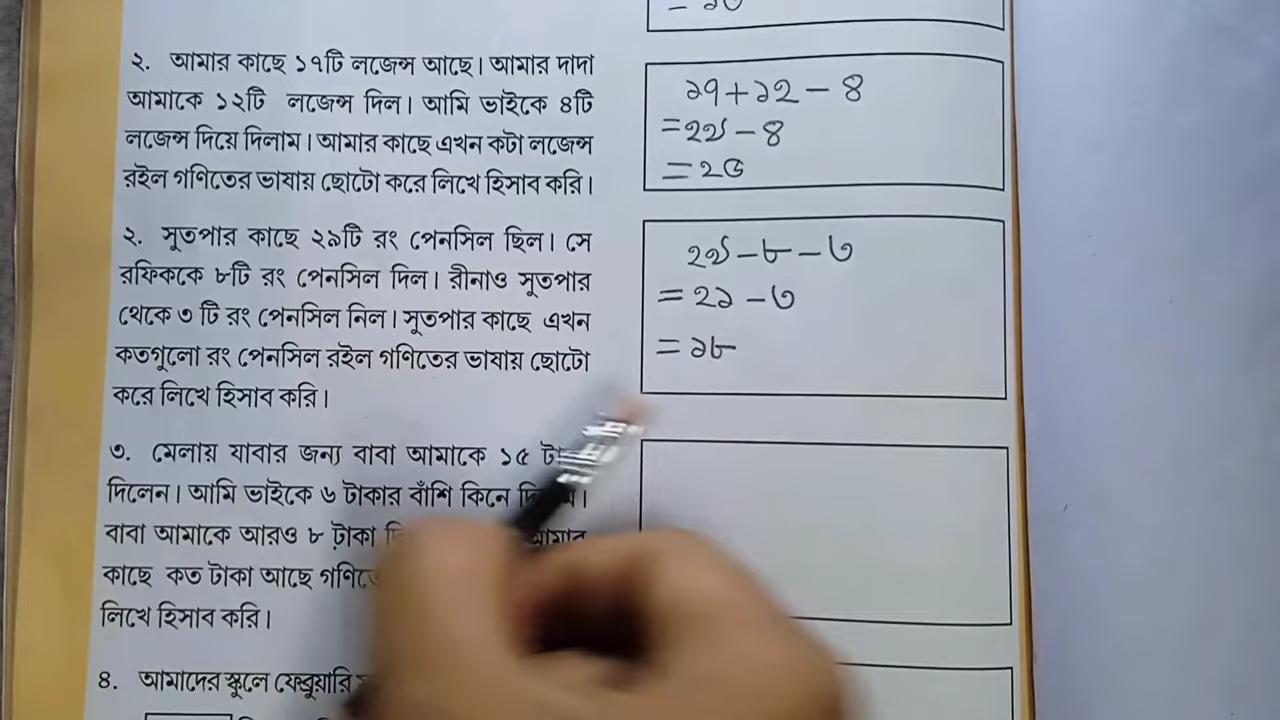 ২. আমার কাছে ১৭টি লজেন্স আছে। আমার দাদা
আমাকে ১২টি লজেন্স দিল। আমি ভাইকে ৪টি
লজেন্স দিয়ে দিলাম। আমার কাছে এখন কটা লজেন্স
রইল গণিতের ভাষায় ছোটো করে লিখে হিসাব করি।
১৭+১২ - ৪
=২৯ - ৪
=২৫
২. সুতপার কাছে ২৯টি রং পেনসিল ছিল। সে
রফিককে ৮টি রং পেনসিল দিল। রীনাও সুতপার
থেকে ৩ টি রং পেনসিল নিল। সুতপার কাছে এখন
কতগুলো রং পেনসিল রইল গণিতের ভাষায় ছোটো
করে লিখে হিসাব করি।
২৯ - ৮ - ৩
= ২১ - ৩
= ১৮
৩. মেলায় যাবার জন্য বাবা আমাকে ১৫
দিলেন। আমি ভাইকে ৬ টাকার বাঁশি কিনে
বাবা আমাকে আরও ৮ টাকা
কাছে কত টাকা আছে
লিখে হিসাব করি।
৪. আমাদের স্কুলে ফেব্রুয়ারি